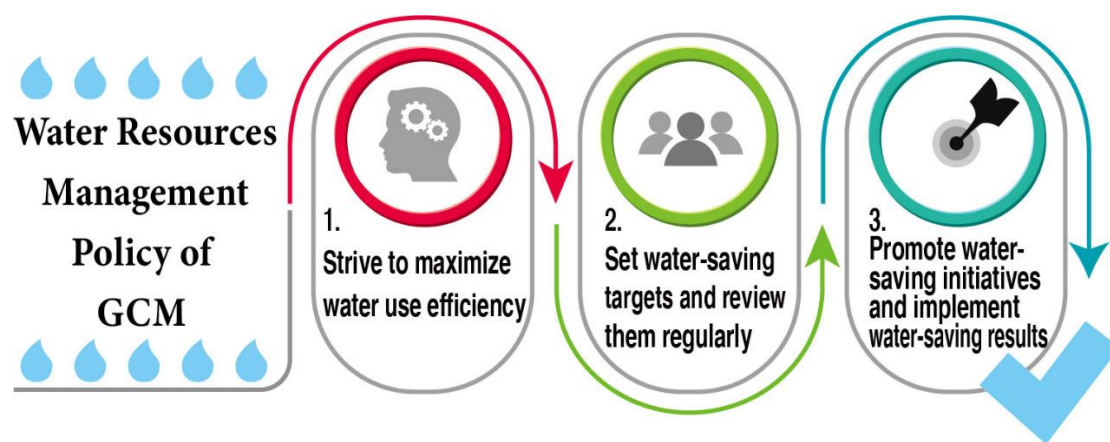 Water Resources
Management
Policy of
GCM
1.
Strive to maximize
water use efficiency
2.
Set water-saving
targets and review
them regularly
3.
Promote water-
saving initiatives
and implement
water-saving results